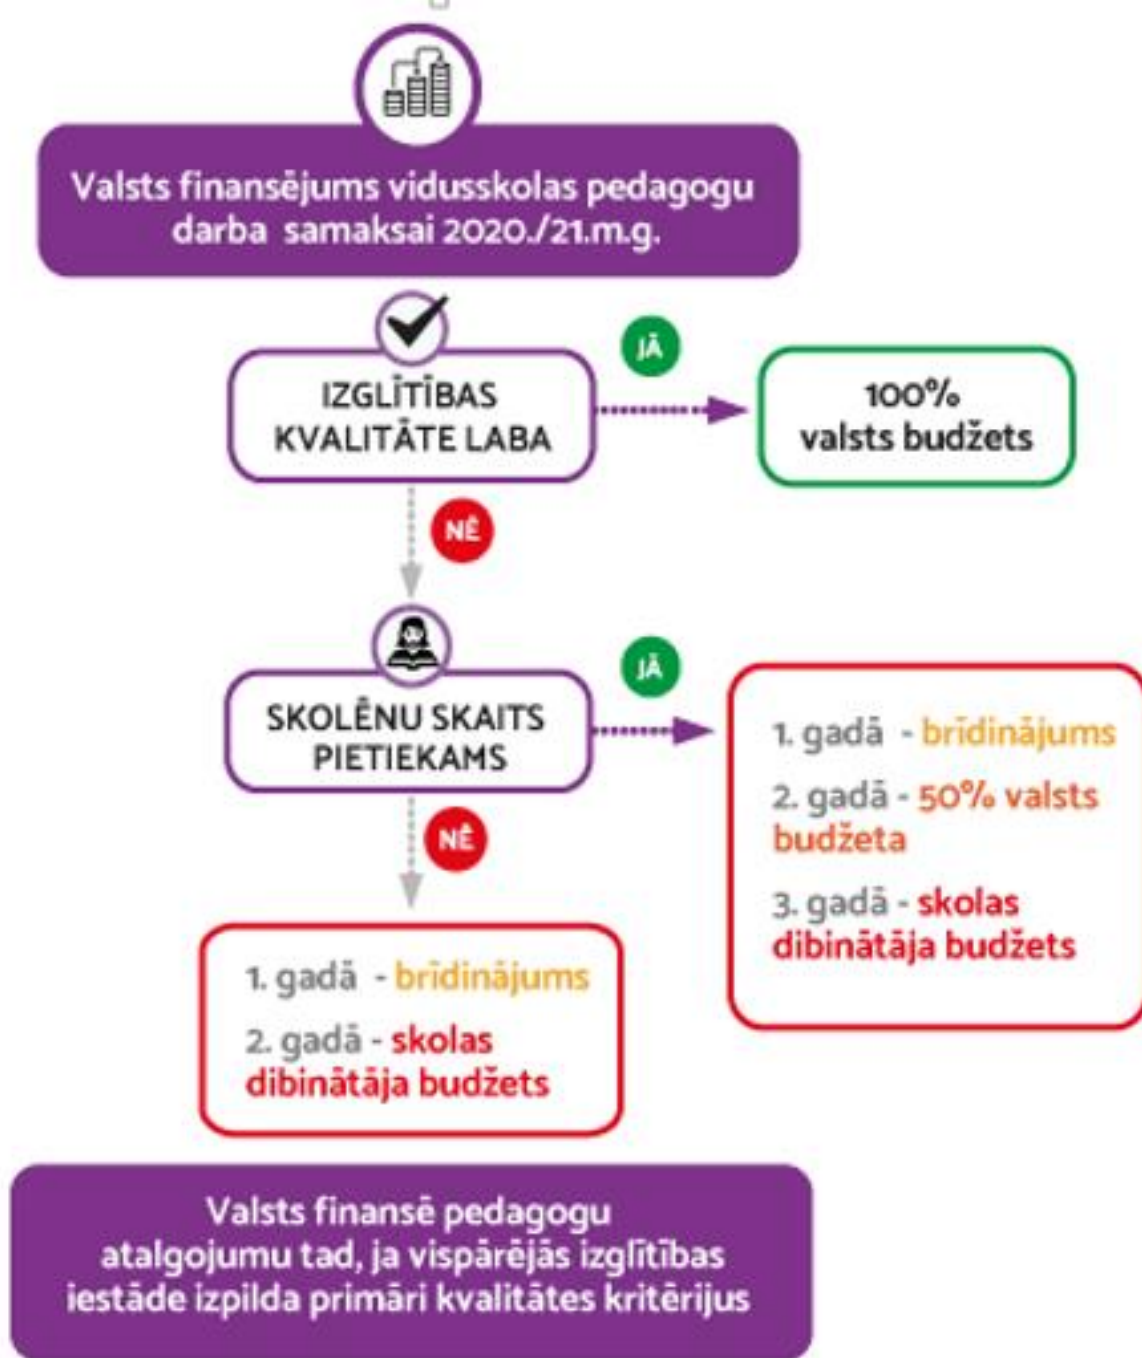 Valsts finansējums vidusskolas pedagogu
darba samaksai 2020./21.m.g.
IZGLĪTĪBAS
KVALITĀTE LABA
JĀ
100%
valsts budžets
NĒ
SKOLĒNU SKAITS
PIETIEKAMS
JĀ
1. gadā - brīdinājums
2. gadā - 50% valsts
budžeta
3. gadā - skolas
dibinātāja budžets
NĒ
1. gadā - brīdinājums
2. gadā - skolas
dibinātāja budžets
Valsts finansē pedagogu
atalgojumu tad, ja vispārējās izglītības
iestāde izpilda primāri kvalitātes kritērijus